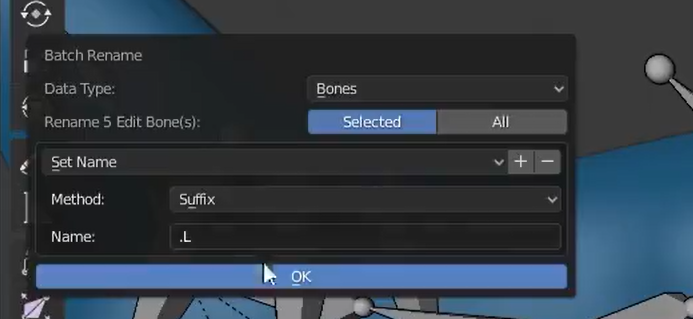 Batch Rename
Data Type: Bones
Rename 5 Edit Bone(s): Selected All
Set Name + −
Method: Suffix
Name: .L
OK